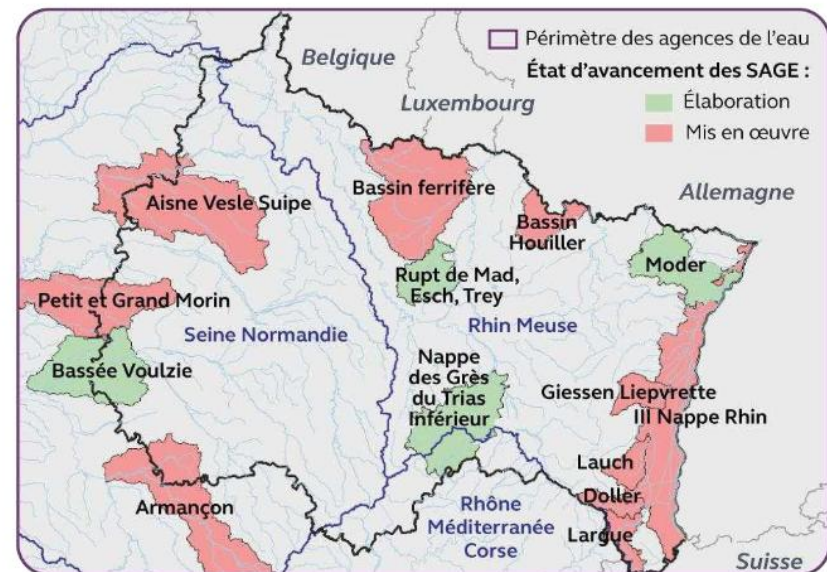 Belgique
Périmètre des agences de l'eau
État d'avancement des SAGE :
Luxembourg
Élaboration
Mis en œuvre
Allemagne
Aisne Vesle Suipe
Bassin ferrifère
Bassin
Houiller
Moder
Rupt de Mad,
Esch, Trey
Petit et Grand Morin
Seine Normandie
Rhin Meuse
Bassée Voulzie
Nappe
des Grès
du Trias
Inférieur
Giessen Liepvrette
III Nappe Rhin
Lauch
Doller
Largue
Armançon
Rhône
Méditerranée
Corse
Suisse